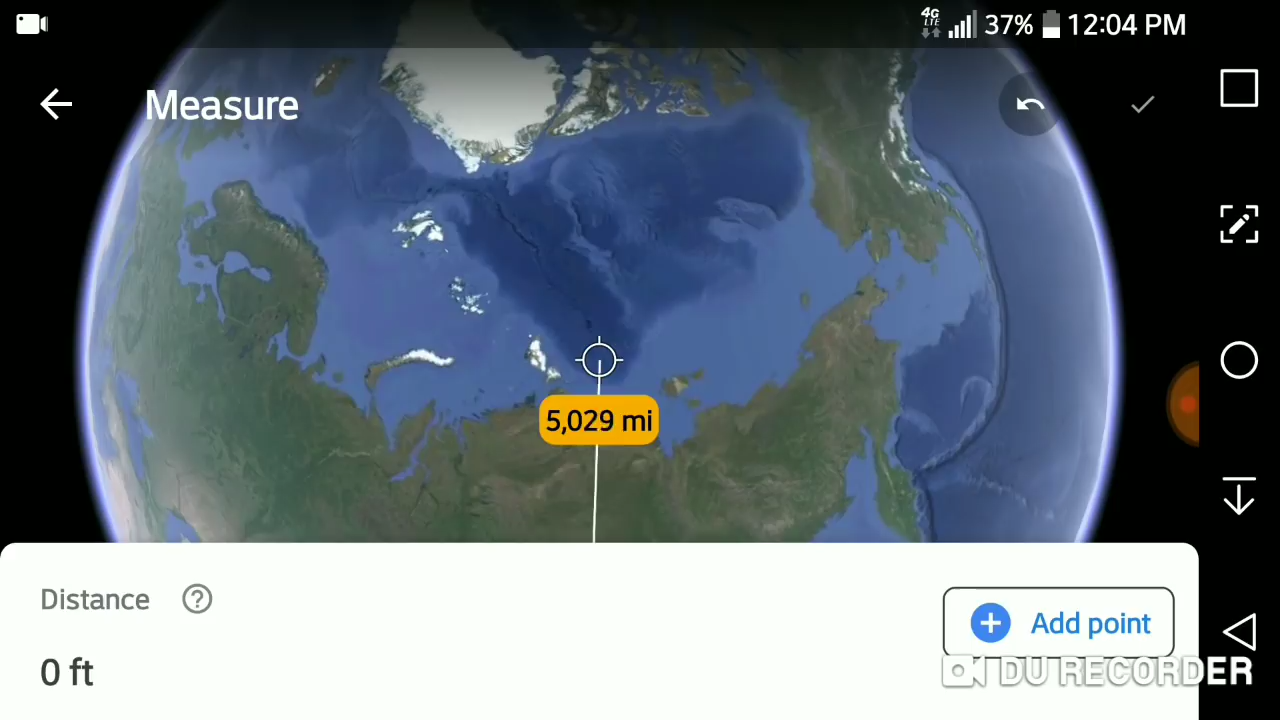 4G LTE 37% 12:04 PM
Measure
5,029 mi
Distance ?
Add point
0 ft
DU RECORDER